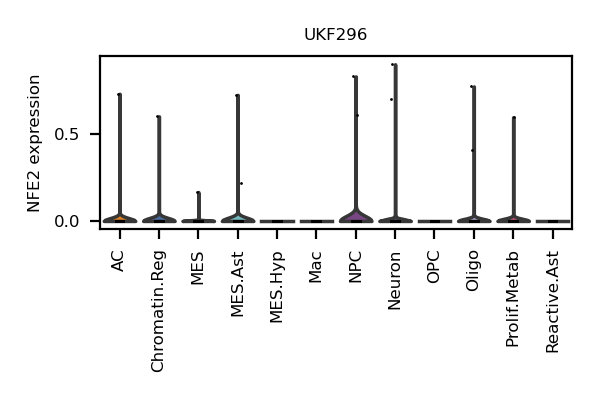 UKF296
NFE2 expression
0.5
0.0
AC
Chromatin.Reg
MES
MES.Ast
MES.Hyp
Mac
NPC
Neuron
OPC
Oligo
Prolif.Metab
Reactive.Ast